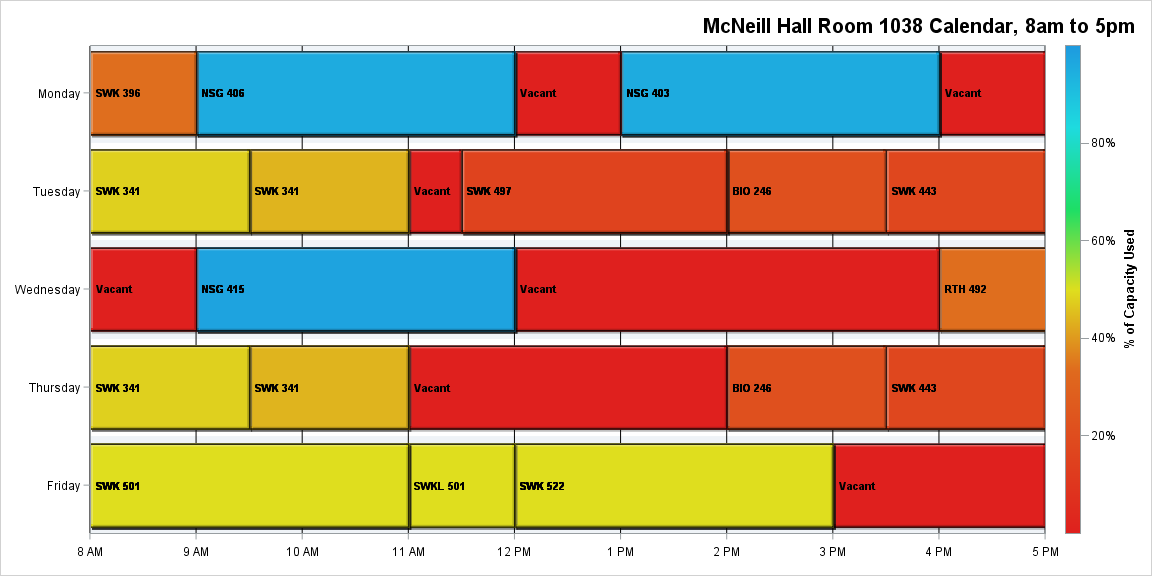 McNeill Hall Room 1038 Calendar, 8am to 5pm
Monday
SWK 396
NSG 406
Vacant
NSG 403
Vacant
Tuesday
SWK 341
SWK 341
Vacant
SWK 497
BIO 246
SWK 443
Wednesday
Vacant
NSG 415
Vacant
RTH 492
Thursday
SWK 341
SWK 341
Vacant
BIO 246
SWK 443
Friday
SWK 501
SWKL 501
SWK 522
Vacant
8 AM
9 AM
10 AM
11 AM
12 PM
1 PM
2 PM
3 PM
4 PM
5 PM
80%
60%
40%
20%
% of Capacity Used